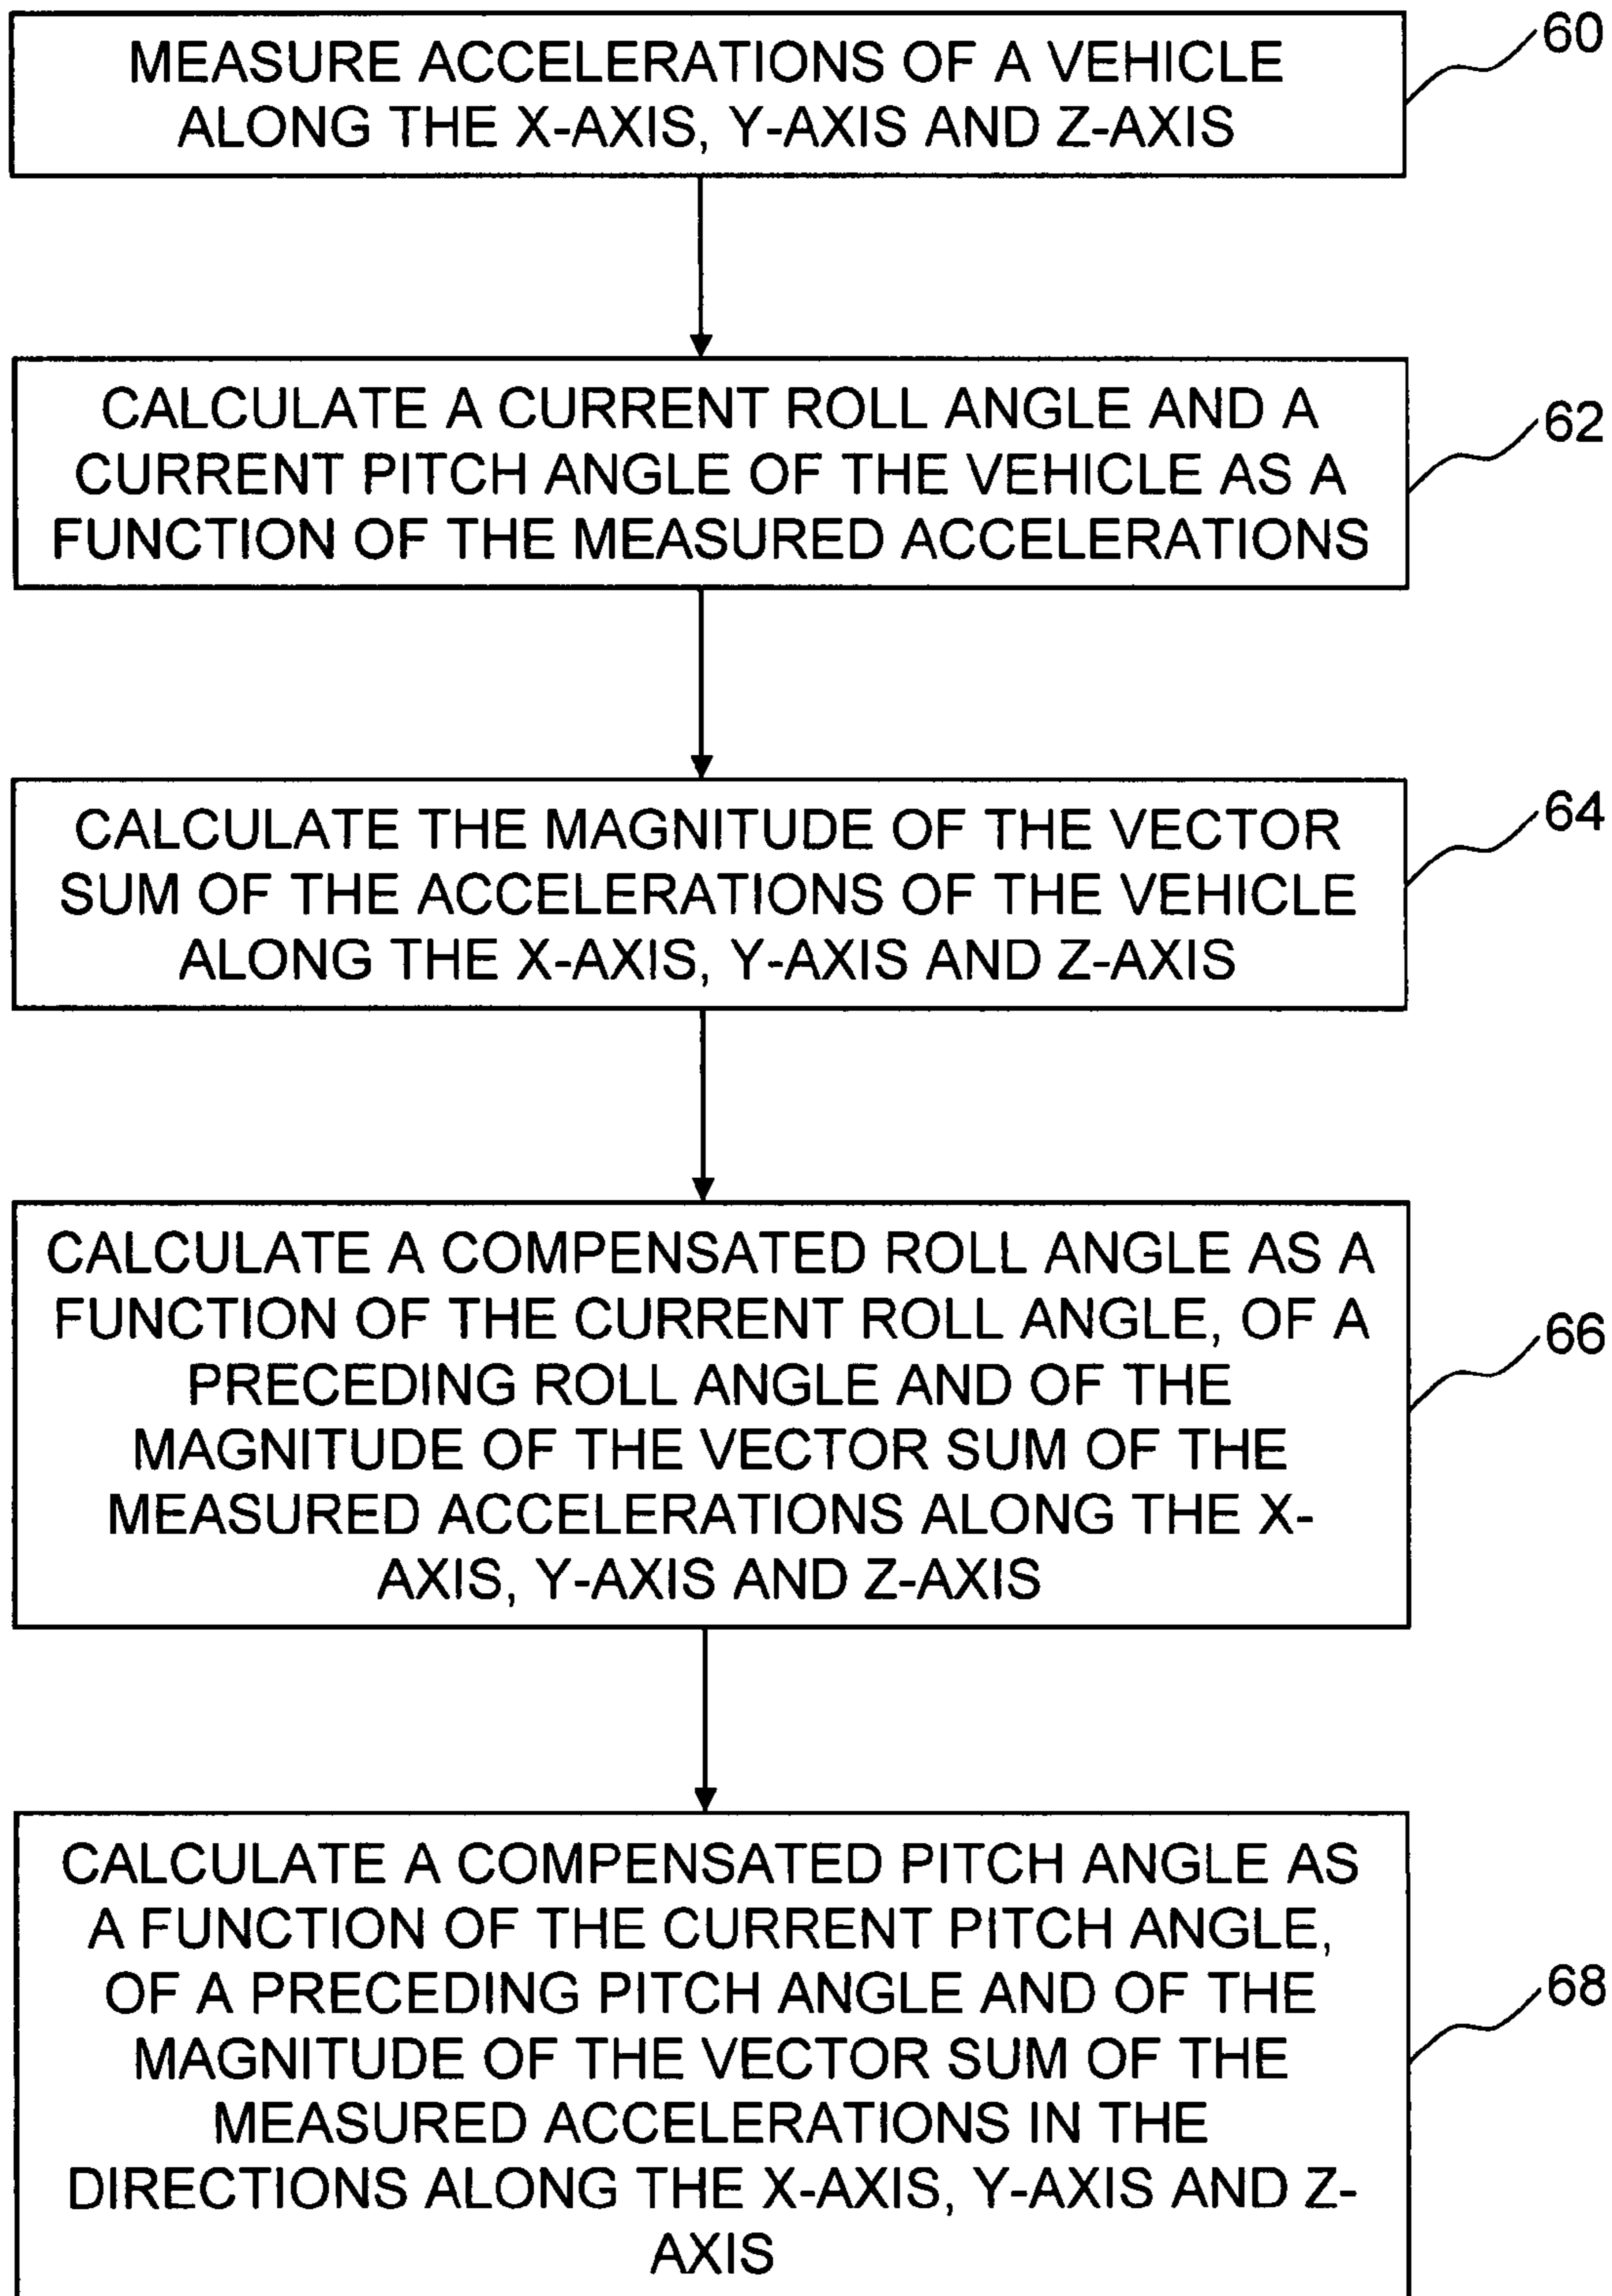 60
MEASURE ACCELERATIONS OF A VEHICLE
ALONG THE X-AXIS, Y-AXIS AND Z-AXIS
62
CALCULATE A CURRENT ROLL ANGLE AND A
CURRENT PITCH ANGLE OF THE VEHICLE AS A
FUNCTION OF THE MEASURED ACCELERATIONS
64
CALCULATE THE MAGNITUDE OF THE VECTOR
SUM OF THE ACCELERATIONS OF THE VEHICLE
ALONG THE X-AXIS, Y-AXIS AND Z-AXIS
66
CALCULATE A COMPENSATED ROLL ANGLE AS A
FUNCTION OF THE CURRENT ROLL ANGLE, OF A
PRECEDING ROLL ANGLE AND OF THE
MAGNITUDE OF THE VECTOR SUM OF THE
MEASURED ACCELERATIONS ALONG THE X-
AXIS, Y-AXIS AND Z-AXIS
68
CALCULATE A COMPENSATED PITCH ANGLE AS
A FUNCTION OF THE CURRENT PITCH ANGLE,
OF A PRECEDING PITCH ANGLE AND OF THE
MAGNITUDE OF THE VECTOR SUM OF THE
MEASURED ACCELERATIONS IN THE
DIRECTIONS ALONG THE X-AXIS, Y-AXIS AND Z-
AXIS